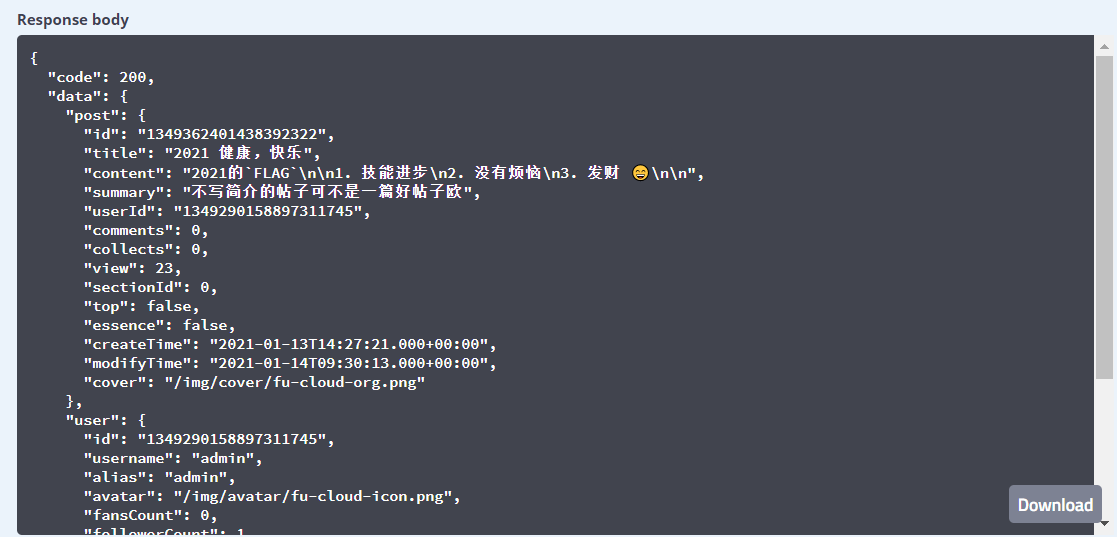 Response body
{
"code": 200,
"data": {
"post": {
"id": "1349362401438392322",
"title": "2021 健康，快乐",
"content": "2021的`FLAG`\n\n1. 技能进步\n2. 没有烦恼\n3. 发财 😄\n\n",
"summary": "不写简介的帖子可不是一篇好帖子欧",
"userId": "1349290158897311745",
"comments": 0,
"collects": 0,
"view": 23,
"sectionId": 0,
"top": false,
"essence": false,
"createTime": "2021-01-13T14:27:21.000+00:00",
"modifyTime": "2021-01-14T09:30:13.000+00:00",
"cover": "/img/cover/fu-cloud-org.png"
},
"user": {
"id": "1349290158897311745",
"username": "admin",
"alias": "admin",
"avatar": "/img/avatar/fu-cloud-icon.png",
"fansCount": 0,
"followerCount": 1
Download